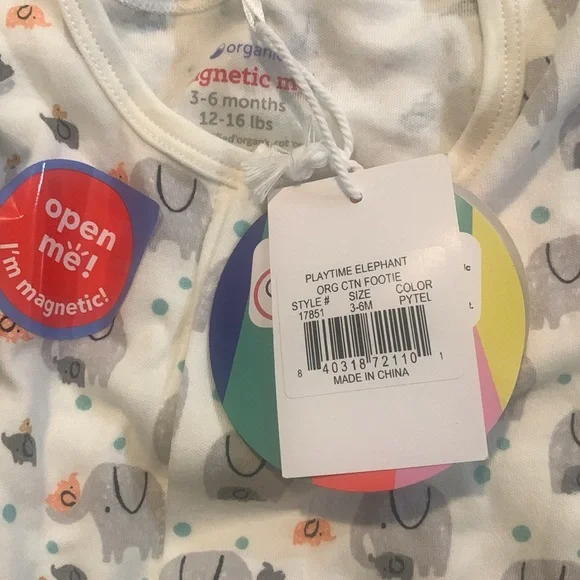 organic
gnetic m
3-6 months
12-16 lbs
open
me!
I'm magnetic!
PLAYTIME ELEPHANT
ORG CTN FOOTIE
STYLE # SIZE COLOR
17851 3-6M PYTEL
8 40318 72110 1
MADE IN CHINA